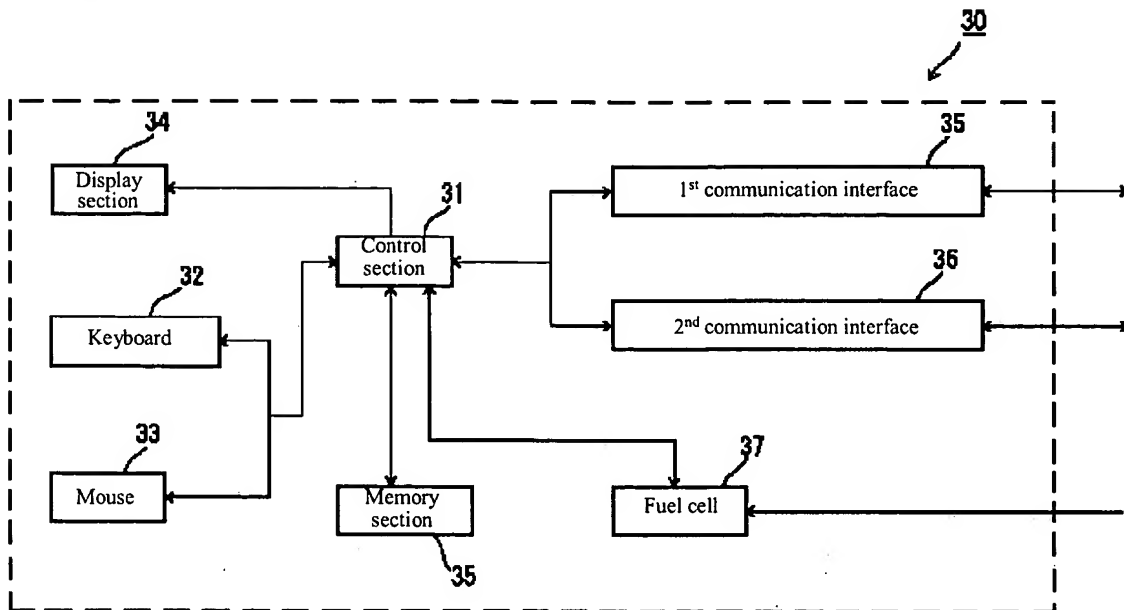 30
34
Display
section
31
Control
section
35
1st communication interface
32
Keyboard
36
2nd communication interface
33
Mouse
Memory
section
35
37
Fuel cell